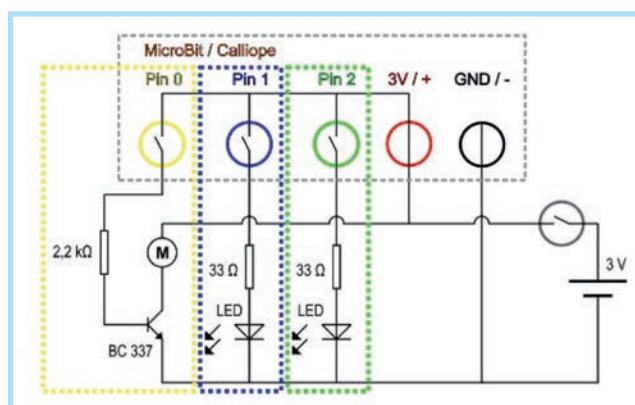 MicroBit / Calliope
Pin 0 Pin 1 Pin 2 3V / + GND / -
2,2 kΩ M 33 Ω 33 Ω 3 V
LED LED
BC 337